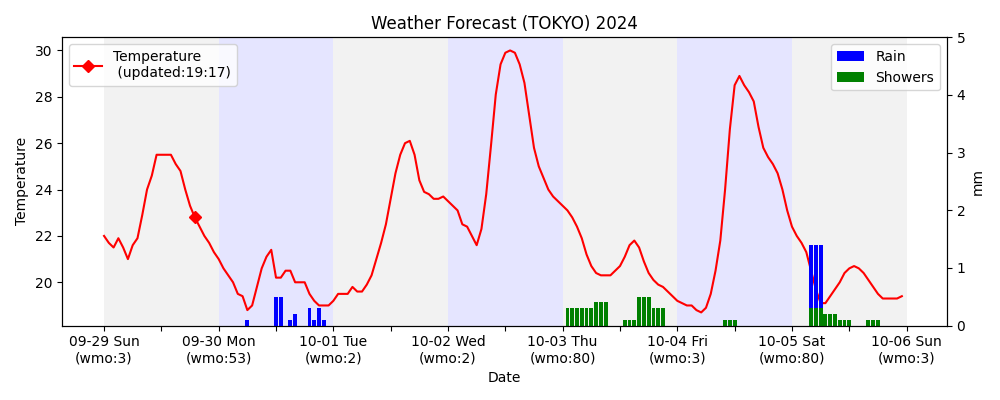 Weather Forecast (TOKYO) 2024
Temperature
(updated:19:17)
Rain
Showers
30
28
26
24
22
20
Temperature
5
4
3
2
1
0
mm
09-29 Sun
(wmo:3)
09-30 Mon
(wmo:53)
10-01 Tue
(wmo:2)
10-02 Wed
(wmo:2)
10-03 Thu
(wmo:80)
10-04 Fri
(wmo:3)
10-05 Sat
(wmo:80)
10-06 Sun
(wmo:3)
Date